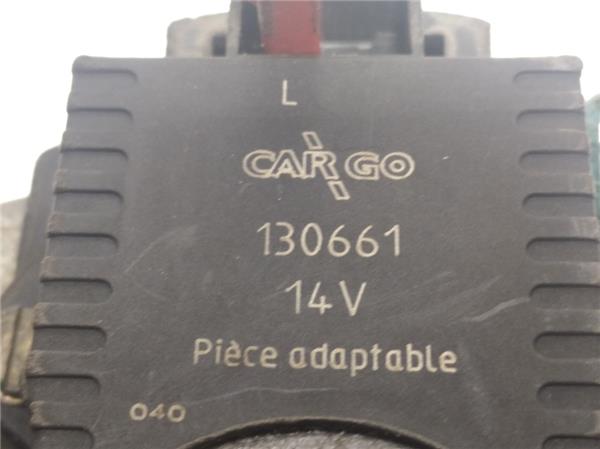 L
CARGO
130661
14V
Pièce adaptable
040